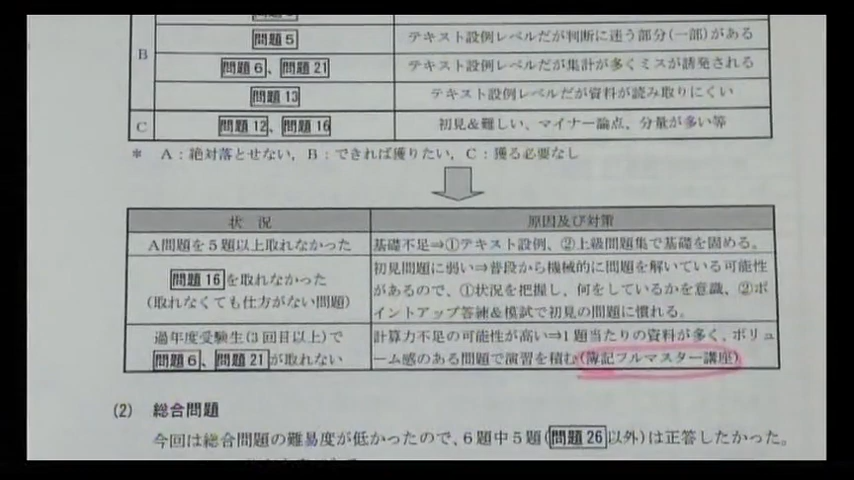 B
問題5
テキスト設例レベルだが判断に迷う部分(一部)がある
問題6、問題21
テキスト設例レベルだが集計が多くミスが誘発される
問題13
テキスト設例レベルだが資料が読み取りにくい
C
問題12、問題16
初見&難しい、マイナー論点、分量が多い等
* A:絶対落とせない, B:できれば獲りたい, C:獲る必要なし
状況
原因及び対策
A問題を5題以上取れなかった
基礎不足⇒①テキスト設例、②上級問題集で基礎を固める。
問題16を取れなかった
(取れなくても仕方がない問題)
初見問題に弱い⇒普段から機械的に問題を解いている可能性
があるので、①状況を把握し、何をしているかを意識、②ポ
イントアップ答練&模試で初見の問題に慣れる。
過年度受験生(3回目以上)で
問題6、問題21が取れない
計算力不足の可能性が高い⇒1題当たりの資料が多く、ボリュ
ーム感のある問題で演習を積む(簿記フルマスター講座)
(2) 総合問題
今回は総合問題の難易度が低かったので、6題中5題(問題26以外)は正答したかった。